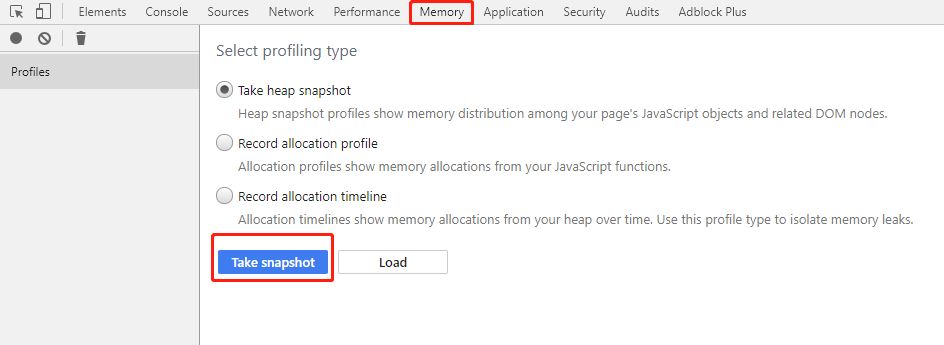 Elements Console Sources Network Performance Memory Application Security Audits Adblock Plus
Profiles
Select profiling type
Take heap snapshot
Heap snapshot profiles show memory distribution among your page's JavaScript objects and related DOM nodes.
Record allocation profile
Allocation profiles show memory allocations from your JavaScript functions.
Record allocation timeline
Allocation timelines show memory allocations from your heap over time. Use this profile type to isolate memory leaks.
Take snapshot Load